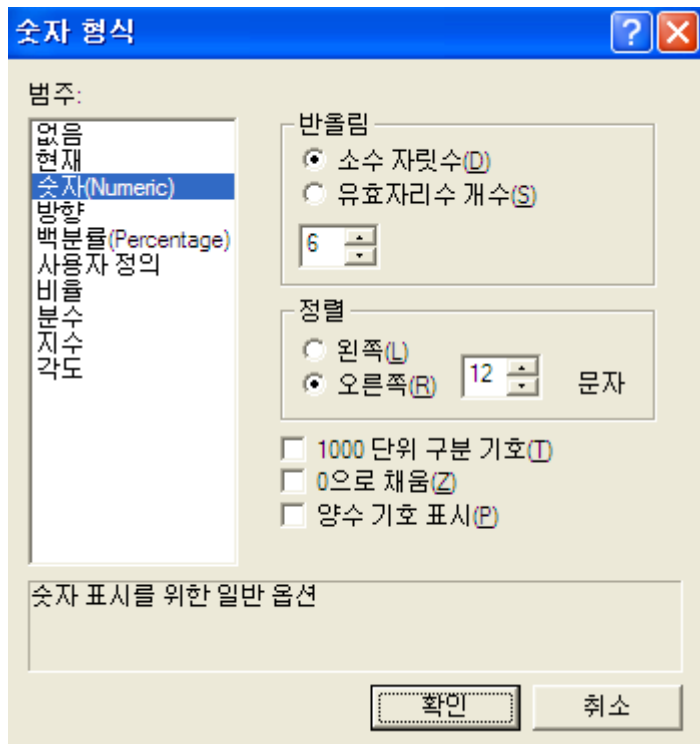 숫자 형식
범주:
없음
현재
숫자(Numeric)
방향
백분률(Percentage)
사용자 정의
비율
분수
지수
각도
반올림
소수 자릿수(D)
유효자리수 개수(S)
6
정렬
왼쪽(L)
오른쪽(R) 12 문자
1000 단위 구분 기호(T)
0으로 채움(Z)
양수 기호 표시(P)
숫자 표시를 위한 일반 옵션
확인 취소